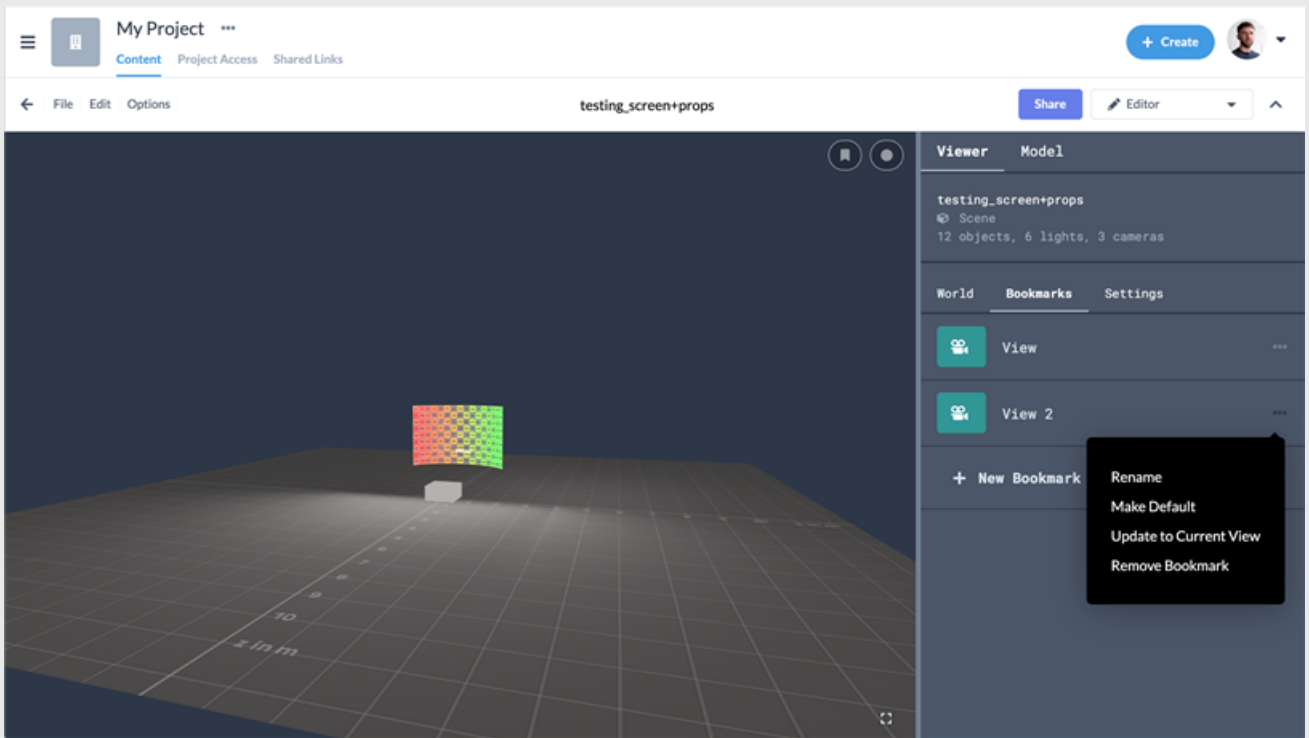 My Project ...
+ Create
Content Project Access Shared Links
File Edit Options
testing_screen+props
Share
Editor
Viewer Model
testing_screen+props
Scene
12 objects, 6 lights, 3 cameras
World Bookmarks Settings
View
View 2
+ New Bookmark
Rename
Make Default
Update to Current View
Remove Bookmark
7
8
9
10
z in m